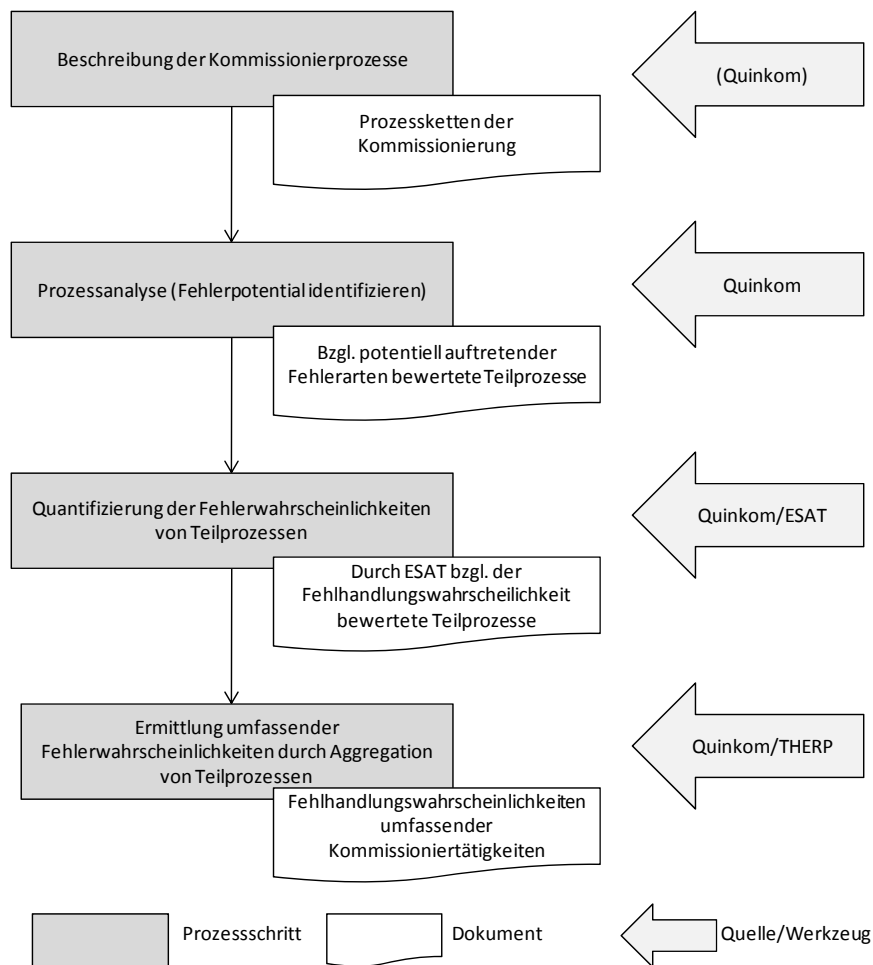 Beschreibung der Kommissionierprozesse
(Quinkom)
Prozessketten der
Kommissionierung
Prozessanalyse (Fehlerpotential identifizieren)
Quinkom
Bzgl. potentiell auftretender
Fehlerarten bewertete Teilprozesse
Quantifizierung der Fehlerwahrscheinlichkeiten
von Teilprozessen
Quinkom/ESAT
Durch ESAT bzgl. der
Fehlhandlungswahrscheilichkeit
bewertete Teilprozesse
Ermittlung umfassender
Fehlerwahrscheinlichkeiten durch Aggregation
von Teilprozessen
Quinkom/THERP
Fehlhandlungswahrscheinlichkeiten
umfassender
Kommissioniertätigkeiten
Prozessschritt
Dokument
Quelle/Werkzeug